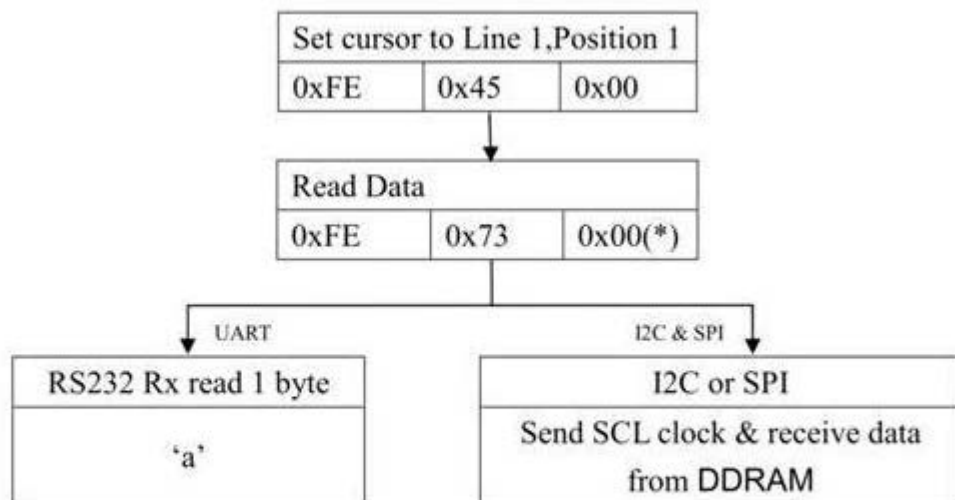 Set cursor to Line 1,Position 1
0xFE 0x45 0x00
Read Data
0xFE 0x73 0x00(*)
UART I2C & SPI
RS232 Rx read 1 byte
‘a’
I2C or SPI
Send SCL clock & receive data
from DDRAM